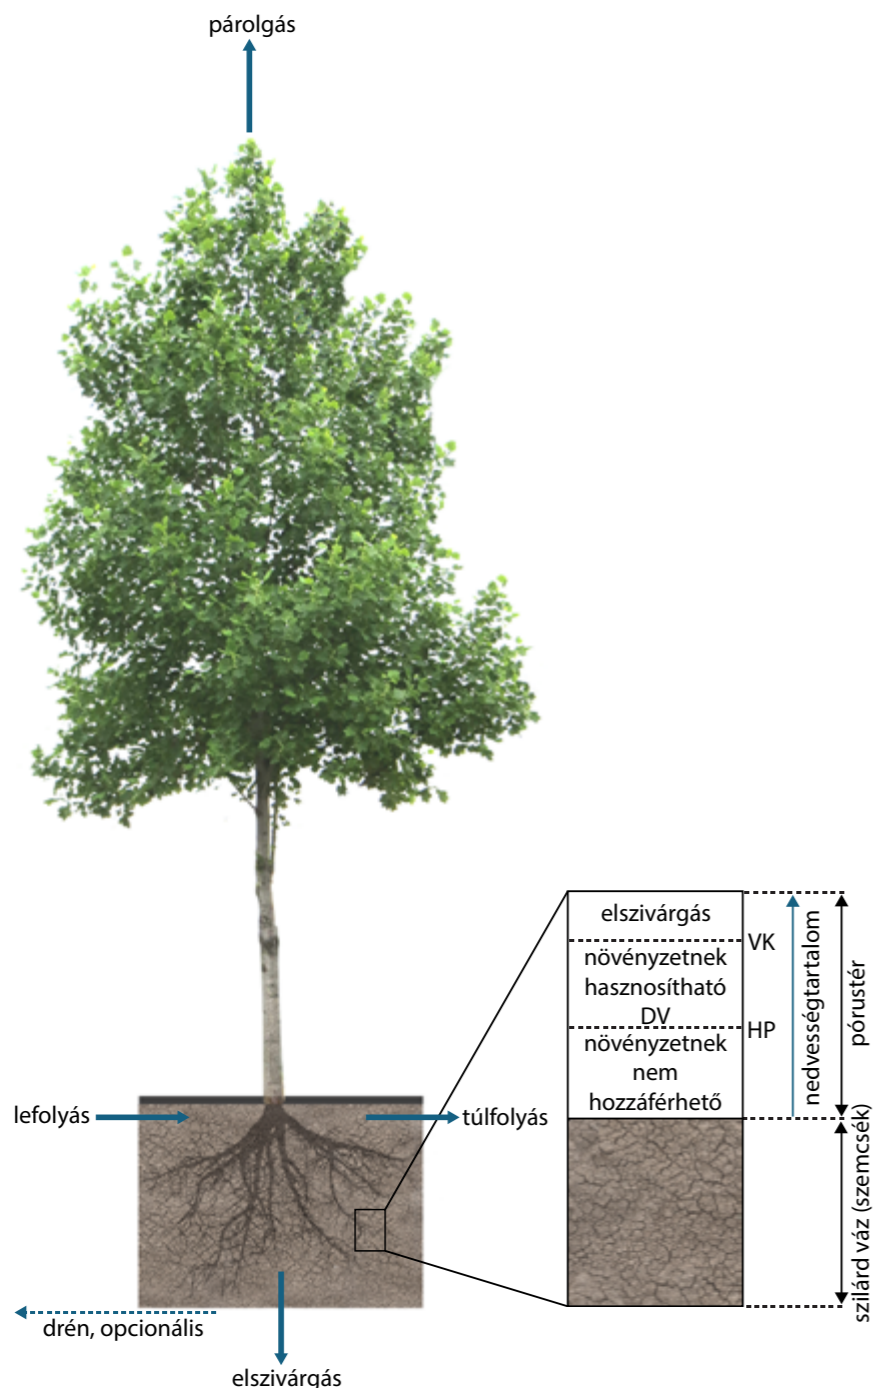 párolgás
elszivárgás
VK
növényzetnek
hasznosítható
DV
HP
növényzetnek
nem
hozzáférhető
nedvességtartalom
pórustér
szilárd váz (szemcsék)
lefolyás
túlfolyás
drén, opcionális
elszivárgás